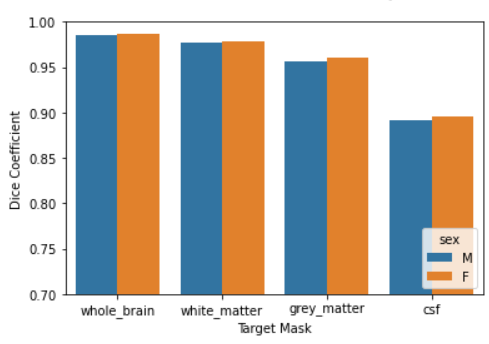 1.00
0.95
0.90
0.85
0.80
0.75
0.70
Dice Coefficient
sex
M
F
whole_brain white_matter grey_matter csf
Target Mask